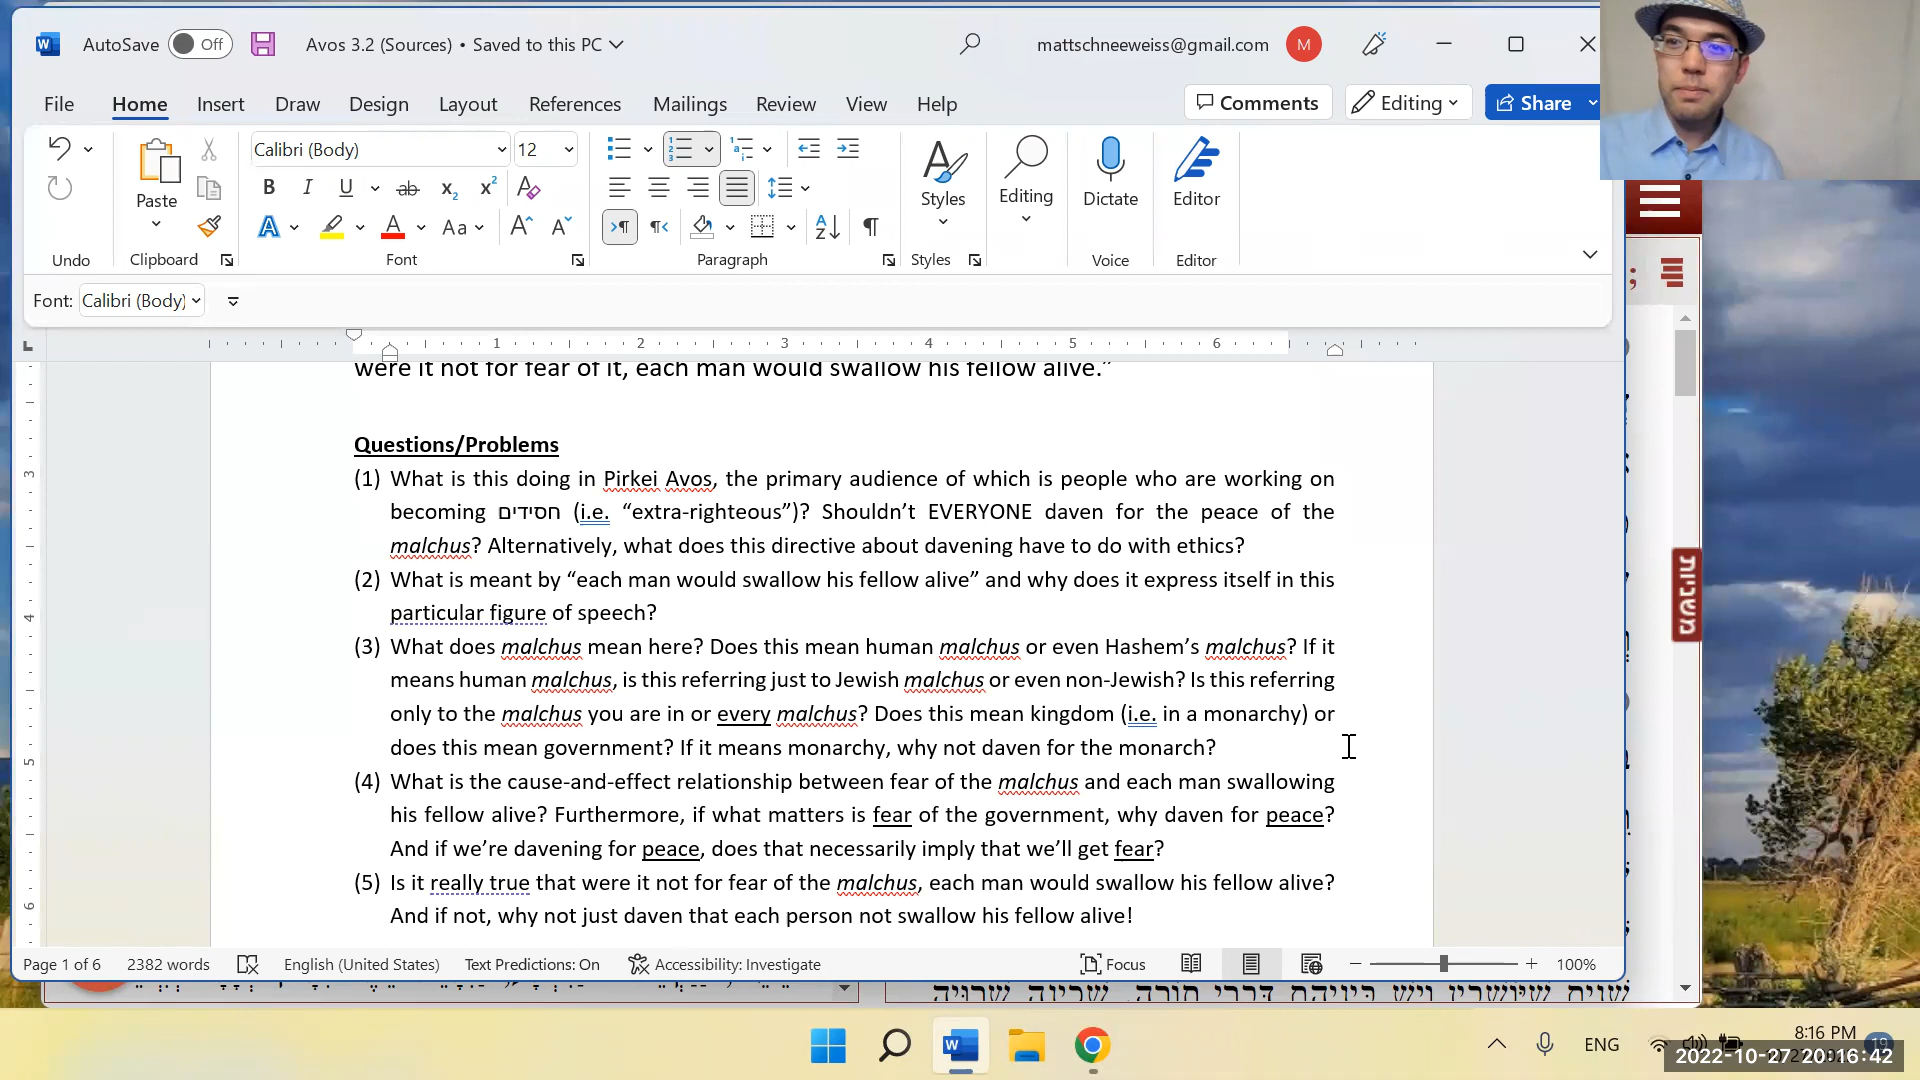 AutoSave Off Avos 3.2 (Sources) • Saved to this PC mattschneeweiss@gmail.com M
File Home Insert Draw Design Layout References Mailings Review View Help Comments Editing Share
Calibri (Body) 12
Paste Styles Editing Dictate Editor
Undo Clipboard Font Paragraph Styles Voice Editor
Font: Calibri (Body)
1 1 2 3 4 5 6
were it not for fear of it, each man would swallow his fellow alive."
Questions/Problems
(1) What is this doing in Pirkei Avos, the primary audience of which is people who are working on
becoming חסידים (i.e. “extra-righteous”)? Shouldn’t EVERYONE daven for the peace of the
malchus? Alternatively, what does this directive about davening have to do with ethics?
(2) What is meant by “each man would swallow his fellow alive” and why does it express itself in this
particular figure of speech?
(3) What does malchus mean here? Does this mean human malchus or even Hashem’s malchus? If it
means human malchus, is this referring just to Jewish malchus or even non-Jewish? Is this referring
only to the malchus you are in or every malchus? Does this mean kingdom (i.e. in a monarchy) or
does this mean government? If it means monarchy, why not daven for the monarch?
(4) What is the cause-and-effect relationship between fear of the malchus and each man swallowing
his fellow alive? Furthermore, if what matters is fear of the government, why daven for peace?
And if we’re davening for peace, does that necessarily imply that we’ll get fear?
(5) Is it really true that were it not for fear of the malchus, each man would swallow his fellow alive?
And if not, why not just daven that each person not swallow his fellow alive!
משניות
Page 1 of 6 2382 words English (United States) Text Predictions: On Accessibility: Investigate Focus 100%
ENG 8:16 PM
2022-10-27 20:16:42